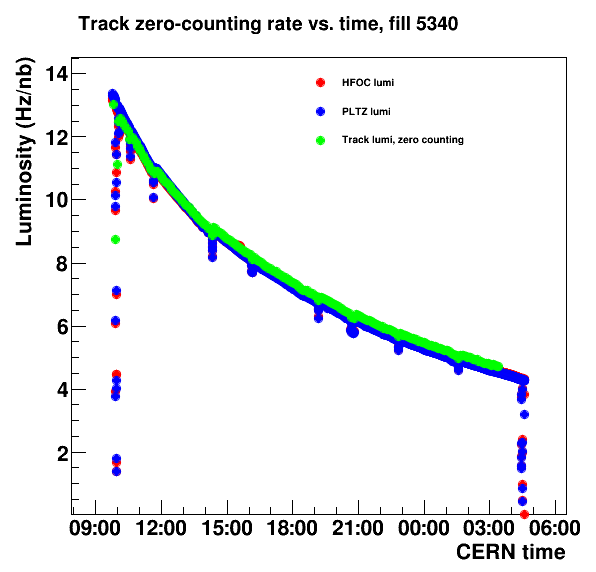 Track zero-counting rate vs. time, fill 5340
Luminosity (Hz/nb)
14
12
10
8
6
4
2
HFOC lumi
PLTZ lumi
Track lumi, zero counting
09:00 12:00 15:00 18:00 21:00 00:00 03:00 06:00
CERN time